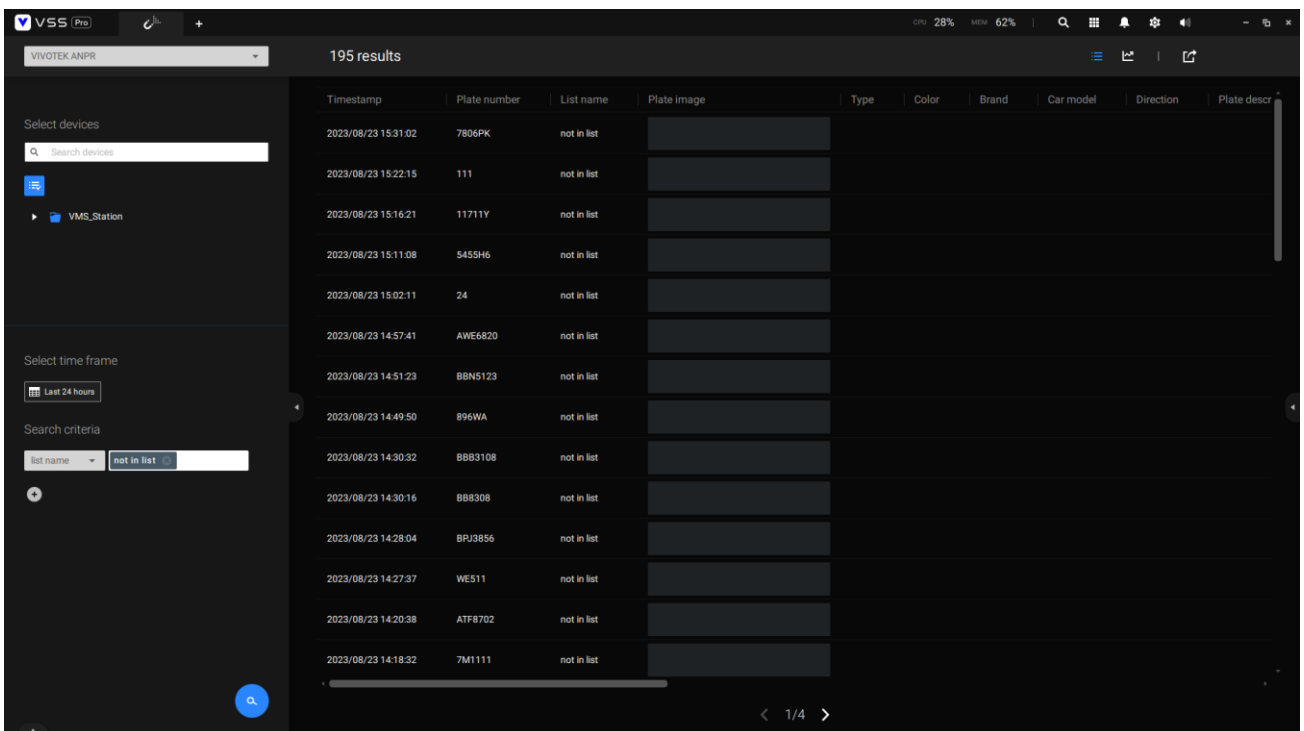 VSS Pro
+
CPU 28% MEM 62%
VIVOTEK ANPR
195 results
Select devices
Search devices
VMS_Station
Select time frame
Last 24 hours
Search criteria
list name
not in list
Timestamp Plate number List name Plate image Type Color Brand Car model Direction Plate descr
2023/08/23 15:31:02 7806PK not in list
2023/08/23 15:22:15 111 not in list
2023/08/23 15:16:21 11711Y not in list
2023/08/23 15:11:08 5455H6 not in list
2023/08/23 15:02:11 24 not in list
2023/08/23 14:57:41 AWE6820 not in list
2023/08/23 14:51:23 BBN5123 not in list
2023/08/23 14:49:50 896WA not in list
2023/08/23 14:30:32 BBB3108 not in list
2023/08/23 14:30:16 BB8308 not in list
2023/08/23 14:28:04 BPJ3856 not in list
2023/08/23 14:27:37 WE511 not in list
2023/08/23 14:20:38 ATF8702 not in list
2023/08/23 14:18:32 7M1111 not in list
1/4